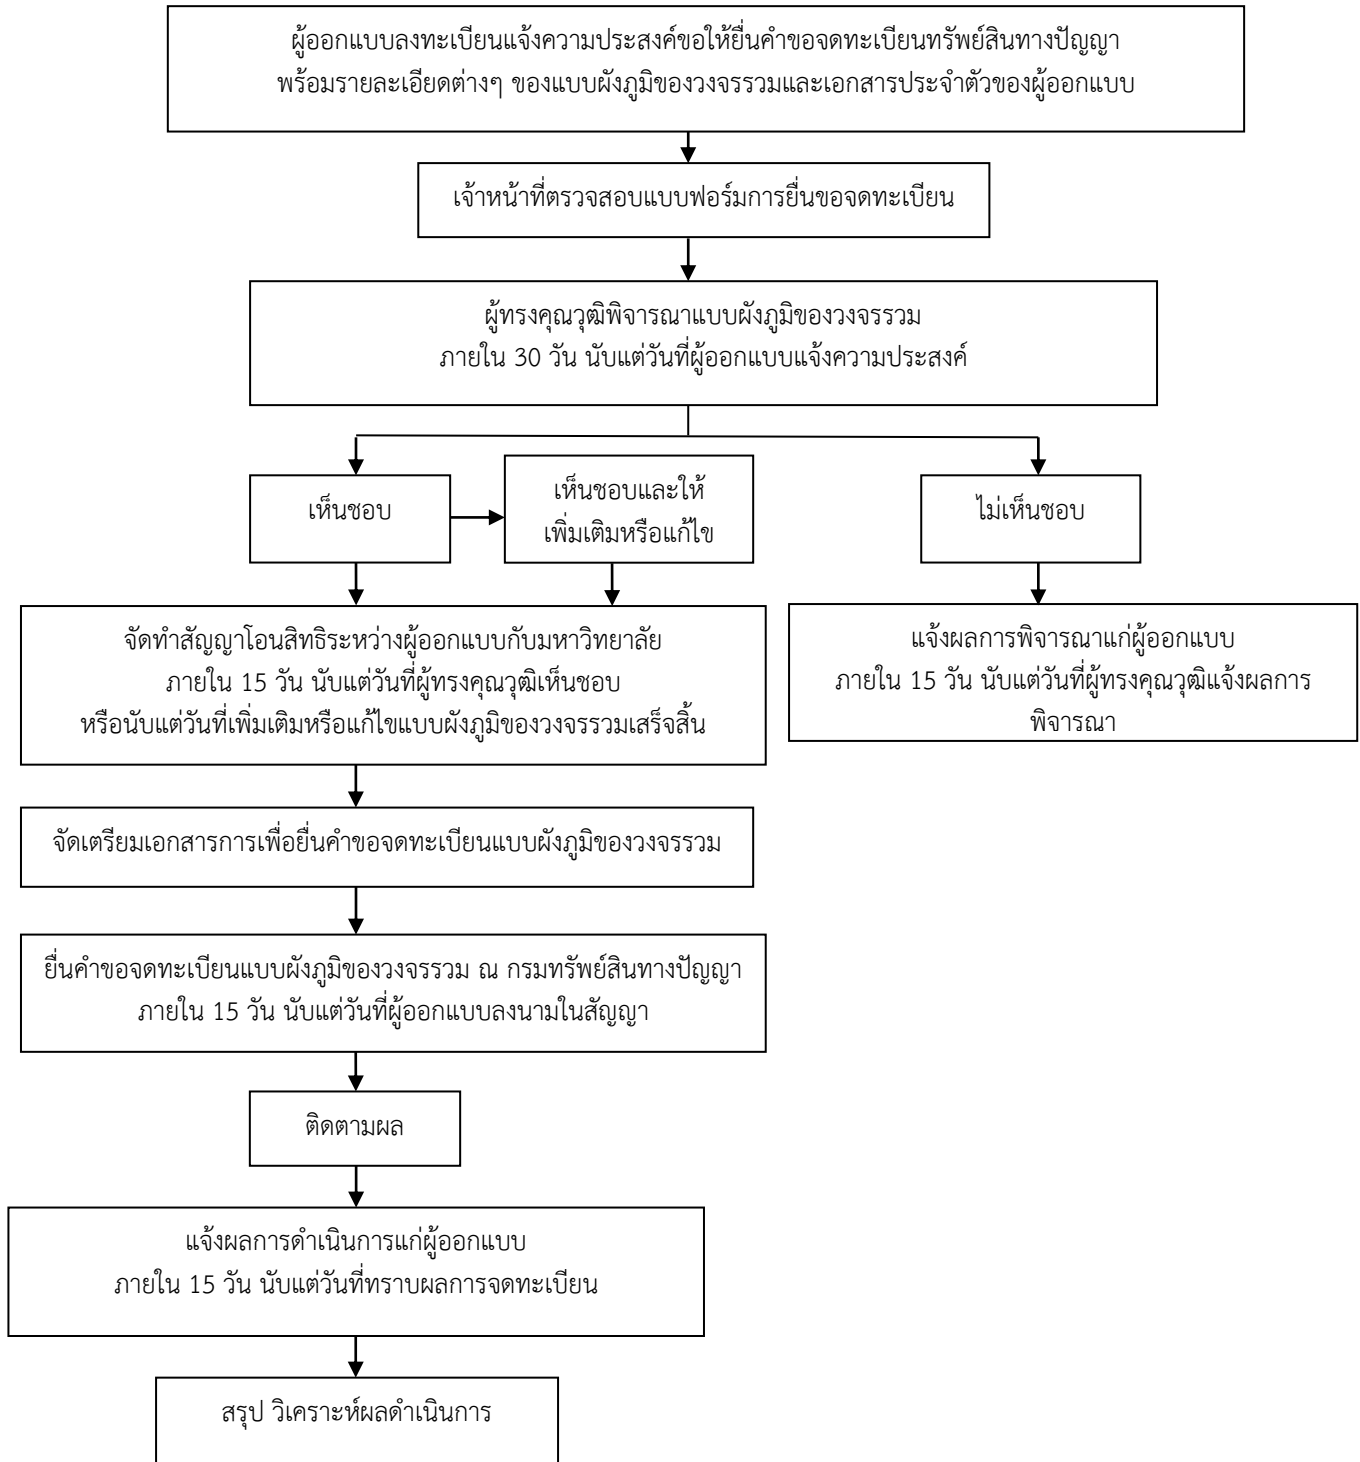 ผู้ออกแบบลงทะเบียนแจ้งความประสงค์ขอให้ยื่นคำขอจดทะเบียนทรัพย์สินทางปัญญา
พร้อมรายละเอียดต่างๆ ของแบบผังภูมิของวงจรรวมและเอกสารประจำตัวของผู้ออกแบบ
เจ้าหน้าที่ตรวจสอบแบบฟอร์มการยื่นขอจดทะเบียน
ผู้ทรงคุณวุฒิพิจารณาแบบผังภูมิของวงจรรวม
ภายใน 30 วัน นับแต่วันที่ผู้ออกแบบแจ้งความประสงค์
เห็นชอบ
เห็นชอบและให้
เพิ่มเติมหรือแก้ไข
ไม่เห็นชอบ
จัดทำสัญญาโอนสิทธิระหว่างผู้ออกแบบกับมหาวิทยาลัย
ภายใน 15 วัน นับแต่วันที่ผู้ทรงคุณวุฒิเห็นชอบ
หรือนับแต่วันที่เพิ่มเติมหรือแก้ไขแบบผังภูมิของวงจรรวมเสร็จสิ้น
แจ้งผลการพิจารณาแก่ผู้ออกแบบ
ภายใน 15 วัน นับแต่วันที่ผู้ทรงคุณวุฒิแจ้งผลการ
พิจารณา
จัดเตรียมเอกสารการเพื่อยื่นคำขอจดทะเบียนแบบผังภูมิของวงจรรวม
ยื่นคำขอจดทะเบียนแบบผังภูมิของวงจรรวม ณ กรมทรัพย์สินทางปัญญา
ภายใน 15 วัน นับแต่วันที่ผู้ออกแบบลงนามในสัญญา
ติดตามผล
แจ้งผลการดำเนินการแก่ผู้ออกแบบ
ภายใน 15 วัน นับแต่วันที่ทราบผลการจดทะเบียน
สรุป วิเคราะห์ผลดำเนินการ